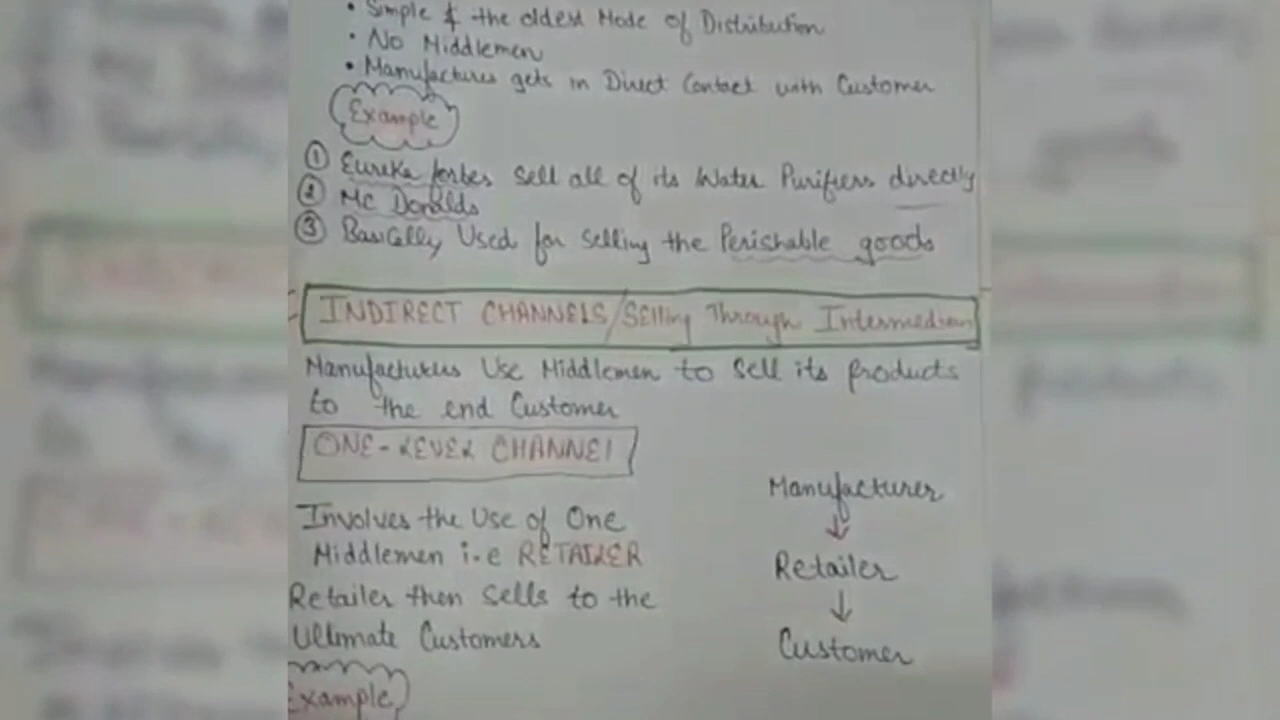 • Simple & the oldest Mode of Distribution
• No Middlemen
• Manufactures gets in Direct Contact with Customer
Example
① Eureka forbes Sell all of its Water Purifiers directly
② Mc Donalds
③ Basically Used for Selling the Perishable goods
INDIRECT CHANNELS/Selling Through Intermediary
Manufactures Use Middlemen to Sell its products
to the end Customer
ONE-LEVEL CHANNEL
Involves the Use of One
Middlemen i.e RETAILER
Retailer then Sells to the
Ultimate Customers
Example
Manufacturer
↓
Retailer
↓
Customer